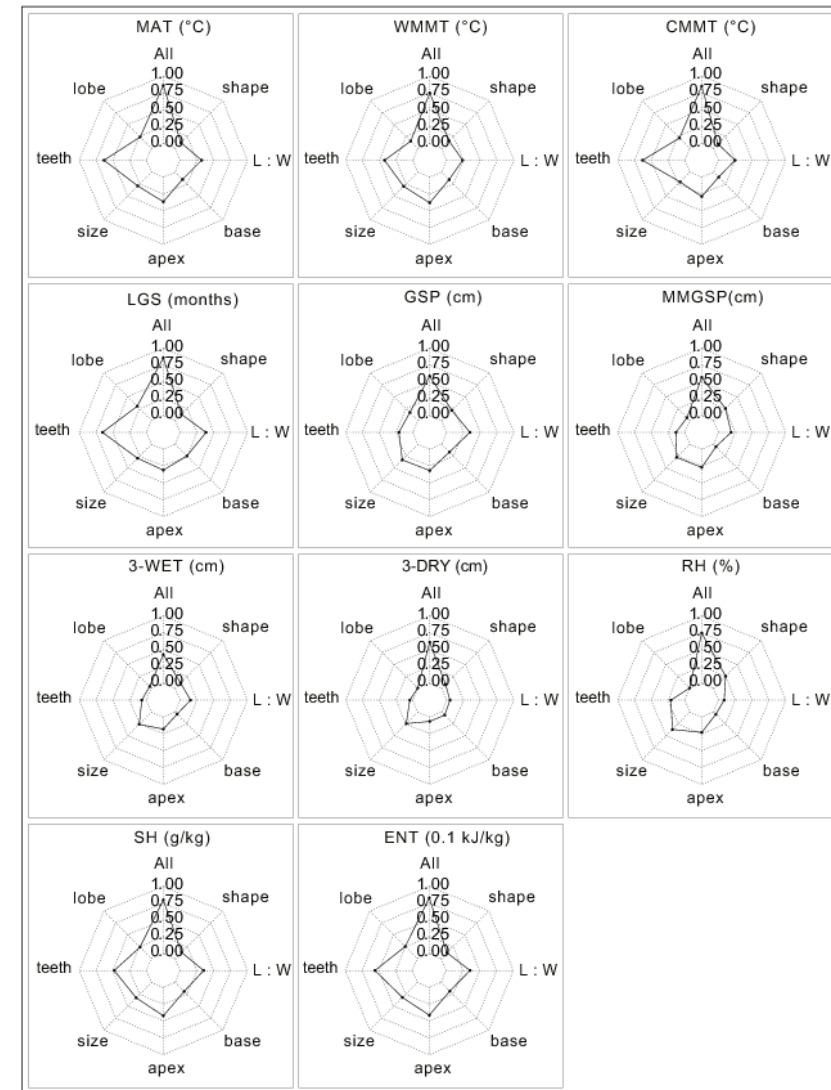 MAT (°C)
All
1.00
0.75
0.50
0.25
0.00
shape
L : W
base
apex
size
teeth
lobe
WMMT (°C)
All
1.00
0.75
0.50
0.25
0.00
shape
L : W
base
apex
size
teeth
lobe
CMMT (°C)
All
1.00
0.75
0.50
0.25
0.00
shape
L : W
base
apex
size
teeth
lobe
LGS (months)
All
1.00
0.75
0.50
0.25
0.00
shape
L : W
base
apex
size
teeth
lobe
GSP (cm)
All
1.00
0.75
0.50
0.25
0.00
shape
L : W
base
apex
size
teeth
lobe
MMGSP(cm)
All
1.00
0.75
0.50
0.25
0.00
shape
L : W
base
apex
size
teeth
lobe
3-WET (cm)
All
1.00
0.75
0.50
0.25
0.00
shape
L : W
base
apex
size
teeth
lobe
3-DRY (cm)
All
1.00
0.75
0.50
0.25
0.00
shape
L : W
base
apex
size
teeth
lobe
RH (%)
All
1.00
0.75
0.50
0.25
0.00
shape
L : W
base
apex
size
teeth
lobe
SH (g/kg)
All
1.00
0.75
0.50
0.25
0.00
shape
L : W
base
apex
size
teeth
lobe
ENT (0.1 kJ/kg)
All
1.00
0.75
0.50
0.25
0.00
shape
L : W
base
apex
size
teeth
lobe